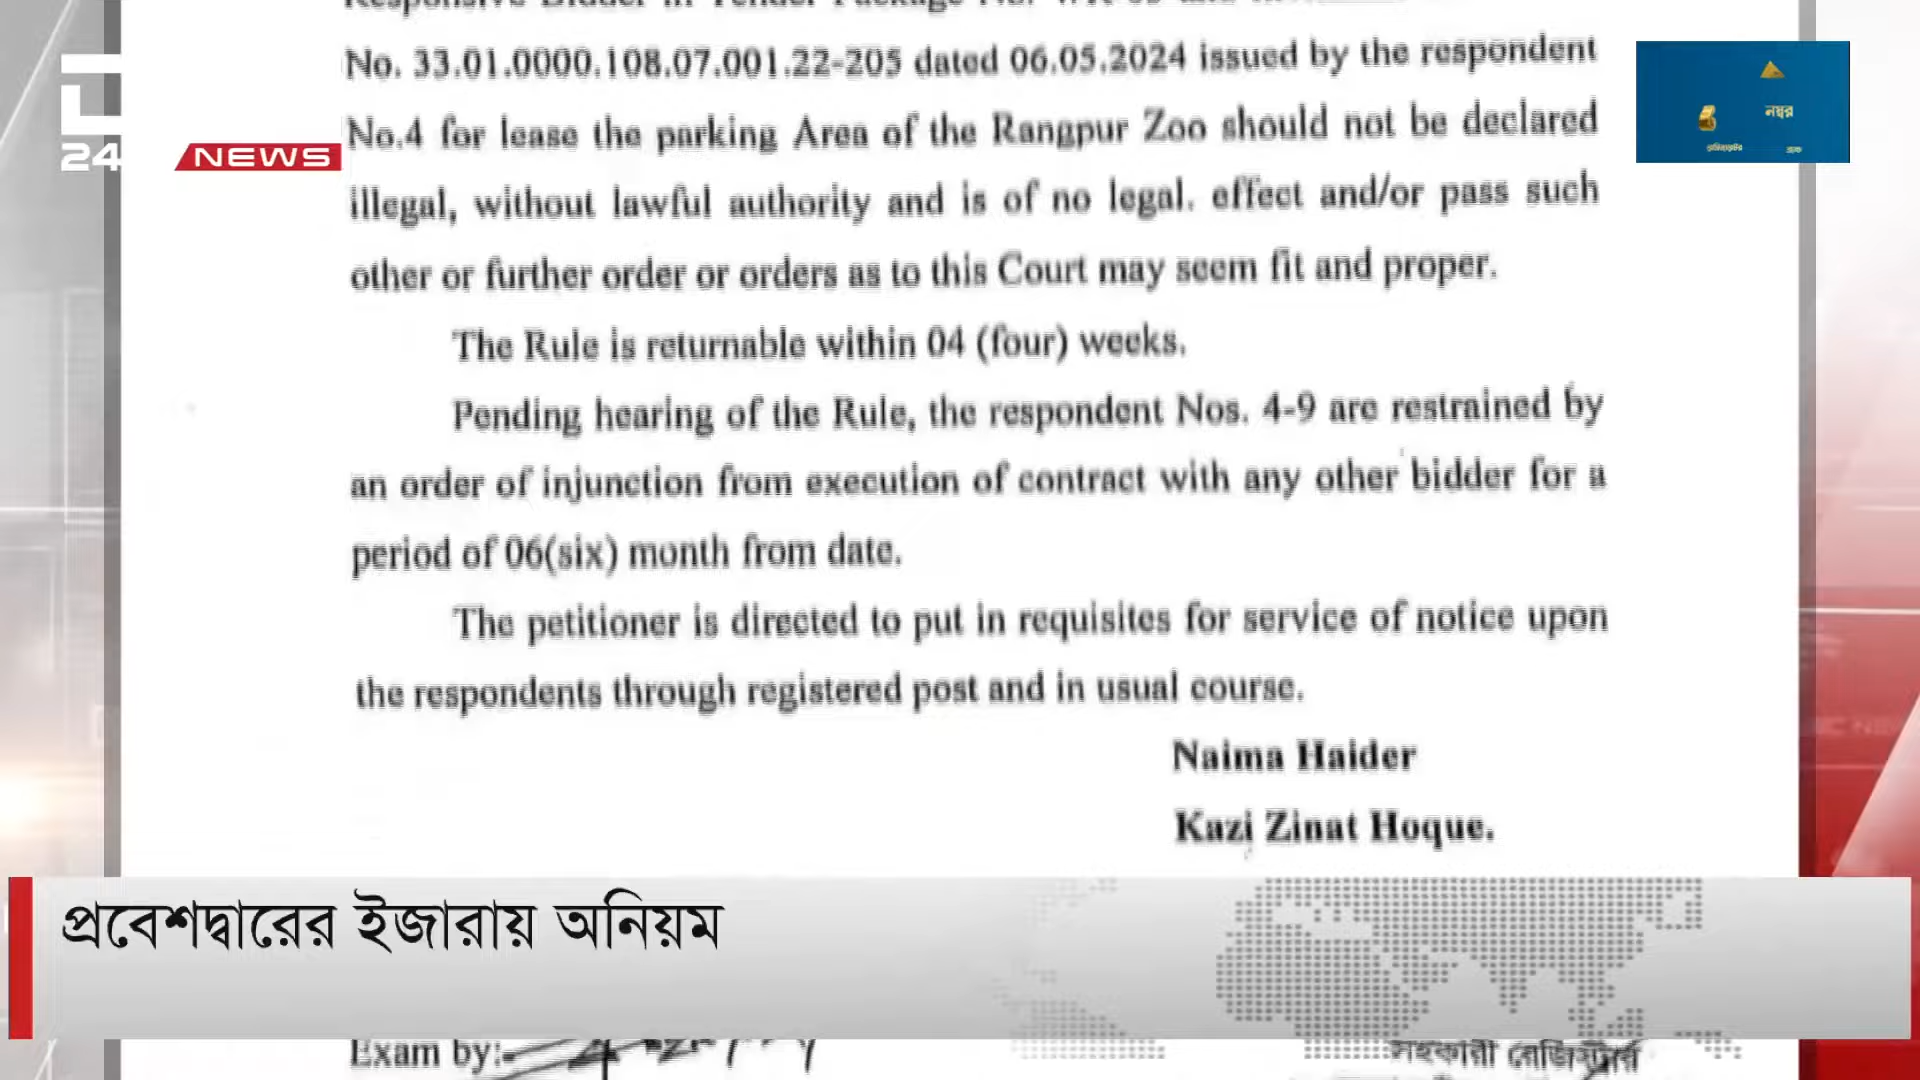 No. 33.01.0000.108.07.001.22-205 dated 06.05.2024 issued by the respondent
No.4 for lease the parking Area of the Rangpur Zoo should not be declared
illegal, without lawful authority and is of no legal. effect and/or pass such
other or further order or orders as to this Court may seem fit and proper.
The Rule is returnable within 04 (four) weeks.
Pending hearing of the Rule, the respondent Nos. 4-9 are restrained by
an order of injunction from execution of contract with any other bidder for a
period of 06(six) month from date.
The petitioner is directed to put in requisites for service of notice upon
the respondents through registered post and in usual course.
Naima Haider
Kazi Zinat Hoque.
24
NEWS
নম্বর
প্রবেশদ্বারের ইজারায় অনিয়ম
Exam by:-
সহকারী রেজিস্ট্রার